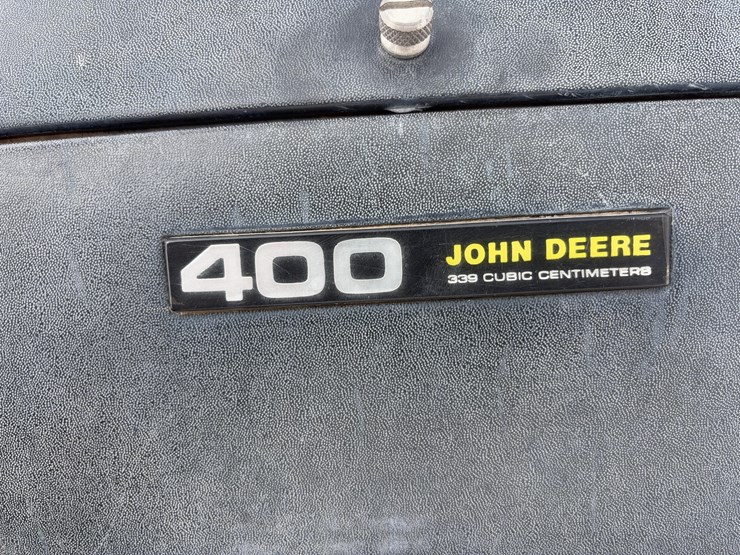 400
JOHN DEERE
339 CUBIC CENTIMETERS